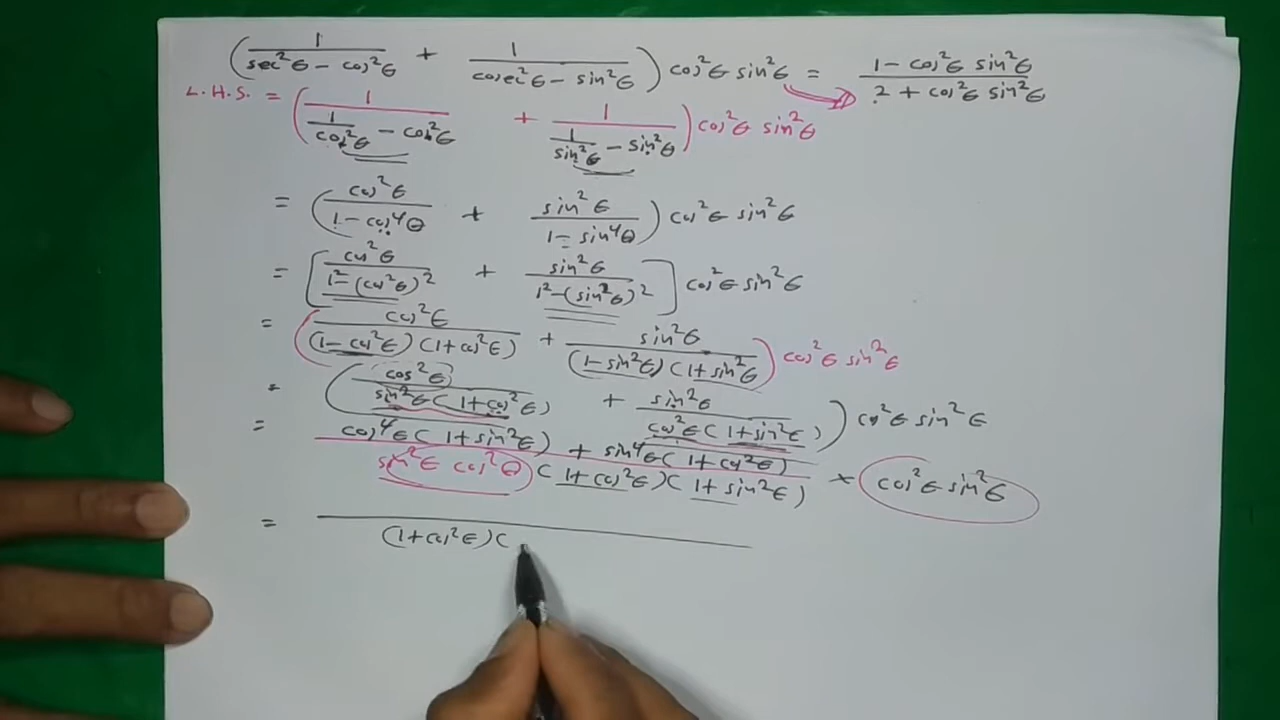 (1/(sec²θ - cos²θ) + 1/(cosec²θ - sin²θ)) cos²θ sin²θ = (1 - cos²θ sin²θ)/(2 + cos²θ sin²θ)
L.H.S. = (1/(1/cos²θ - cos²θ) + 1/(1/sin²θ - sin²θ)) cos²θ sin²θ
= (cos²θ/(1 - cos⁴θ) + sin²θ/(1 - sin⁴θ)) cos²θ sin²θ
= [cos²θ/(1² - (cos²θ)²) + sin²θ/(1² - (sin²θ)²)] cos²θ sin²θ
= (cos²θ/((1 - cos²θ)(1 + cos²θ)) + sin²θ/((1 - sin²θ)(1 + sin²θ)) cos²θ sin²θ
= (cos²θ/(sin²θ(1 + cos²θ)) + sin²θ/(cos²θ(1 + sin²θ))) cos²θ sin²θ
= (cos⁴θ(1 + sin²θ) + sin⁴θ(1 + cos²θ))/(sin²θ cos²θ(1 + cos²θ)(1 + sin²θ)) × cos²θ sin²θ
= /(1 + cos²θ)(